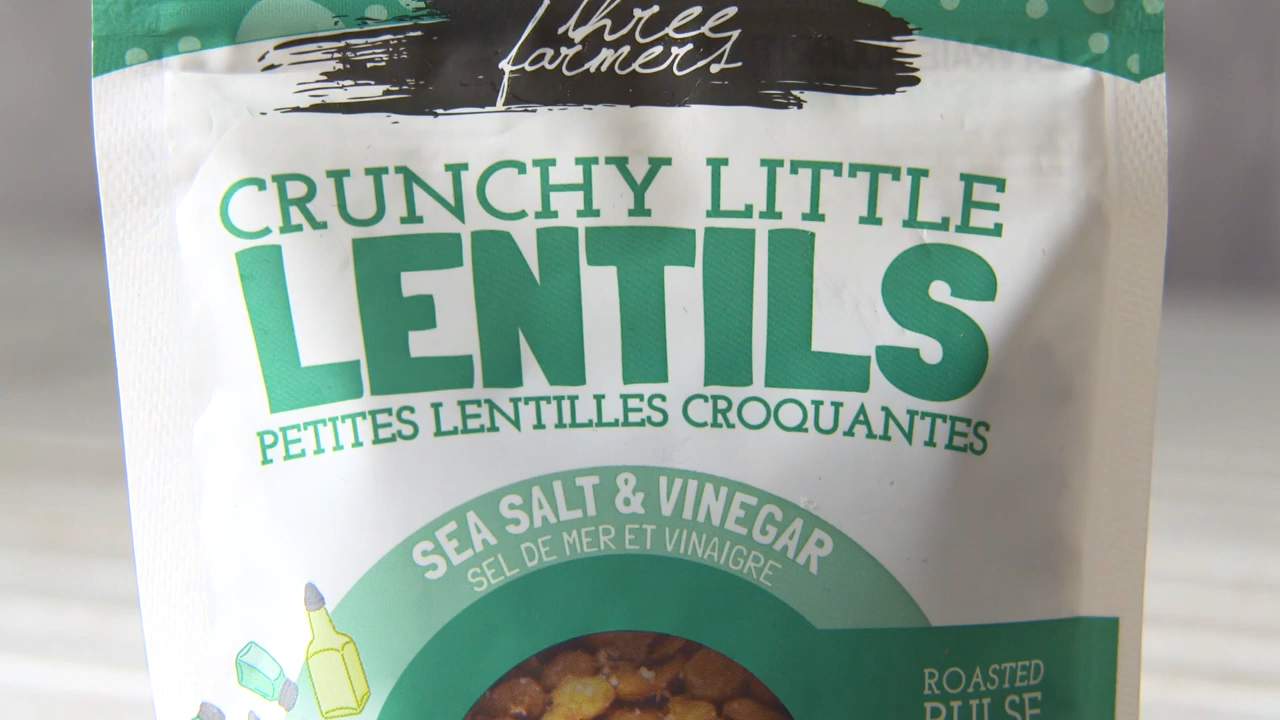 three
farmers
CRUNCHY LITTLE
LENTILS
PETITES LENTILLES CROQUANTES
SEA SALT & VINEGAR
SEL DE MER ET VINAIGRE
ROASTED
PULSE